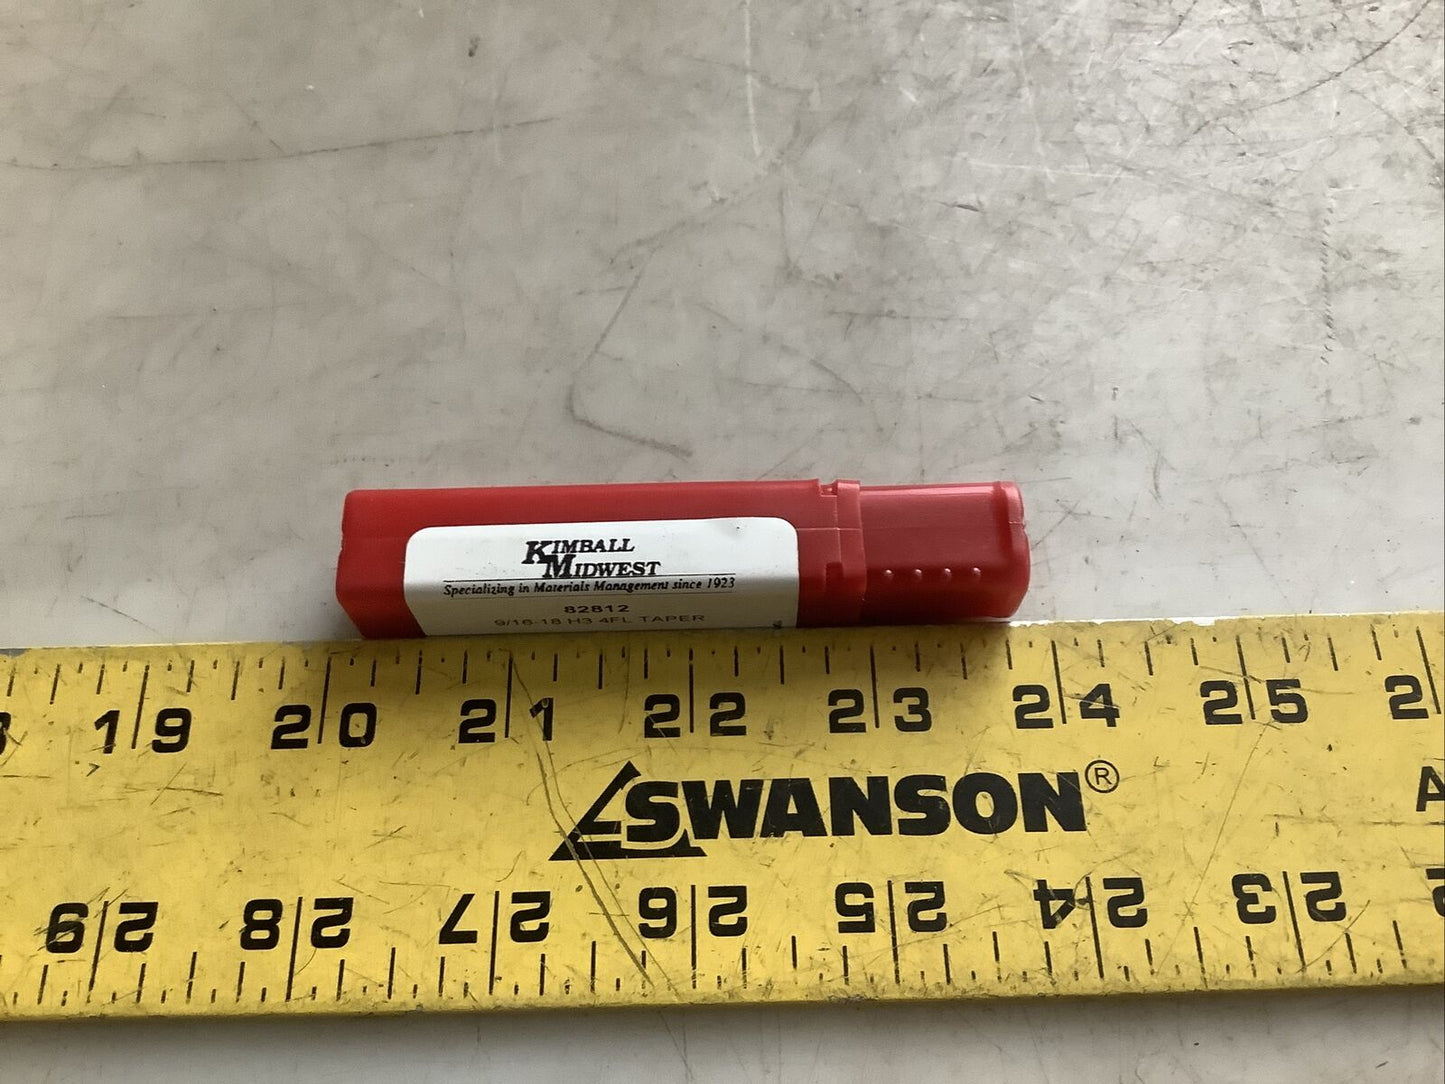 KIMBALL
MIDWEST
Specializing in Materials Management since 1923
82812
9/16-18 H3 4FL TAPER
19 20 21 22 23 24 25
SWANSON®
A
29 28 27 26 25 24 23